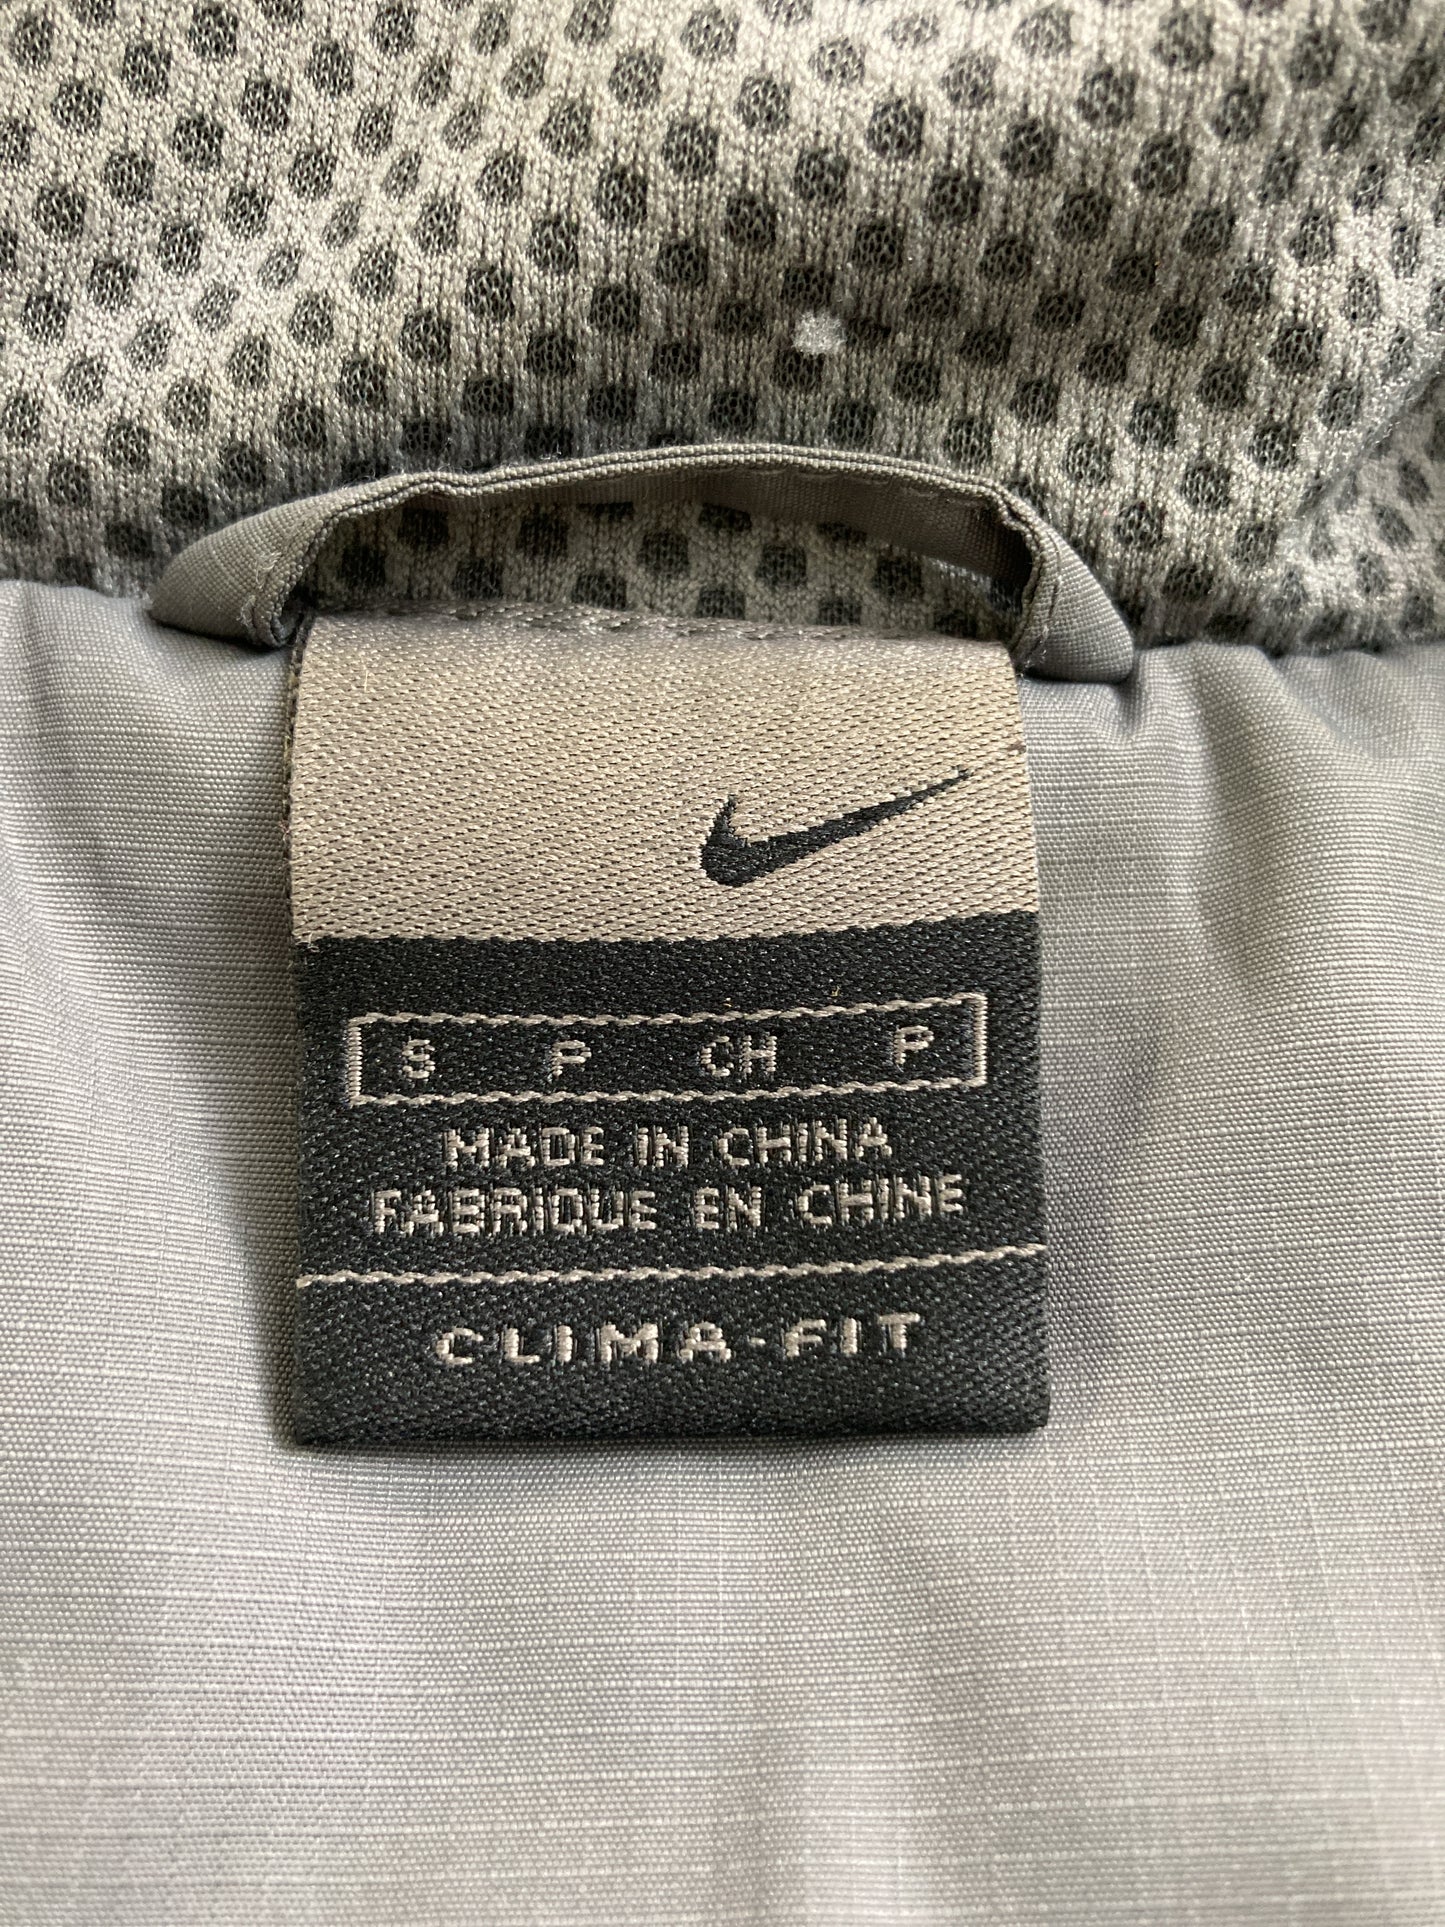 S P CH P
MADE IN CHINA
FABRIQUE EN CHINE
CLIMA-FIT